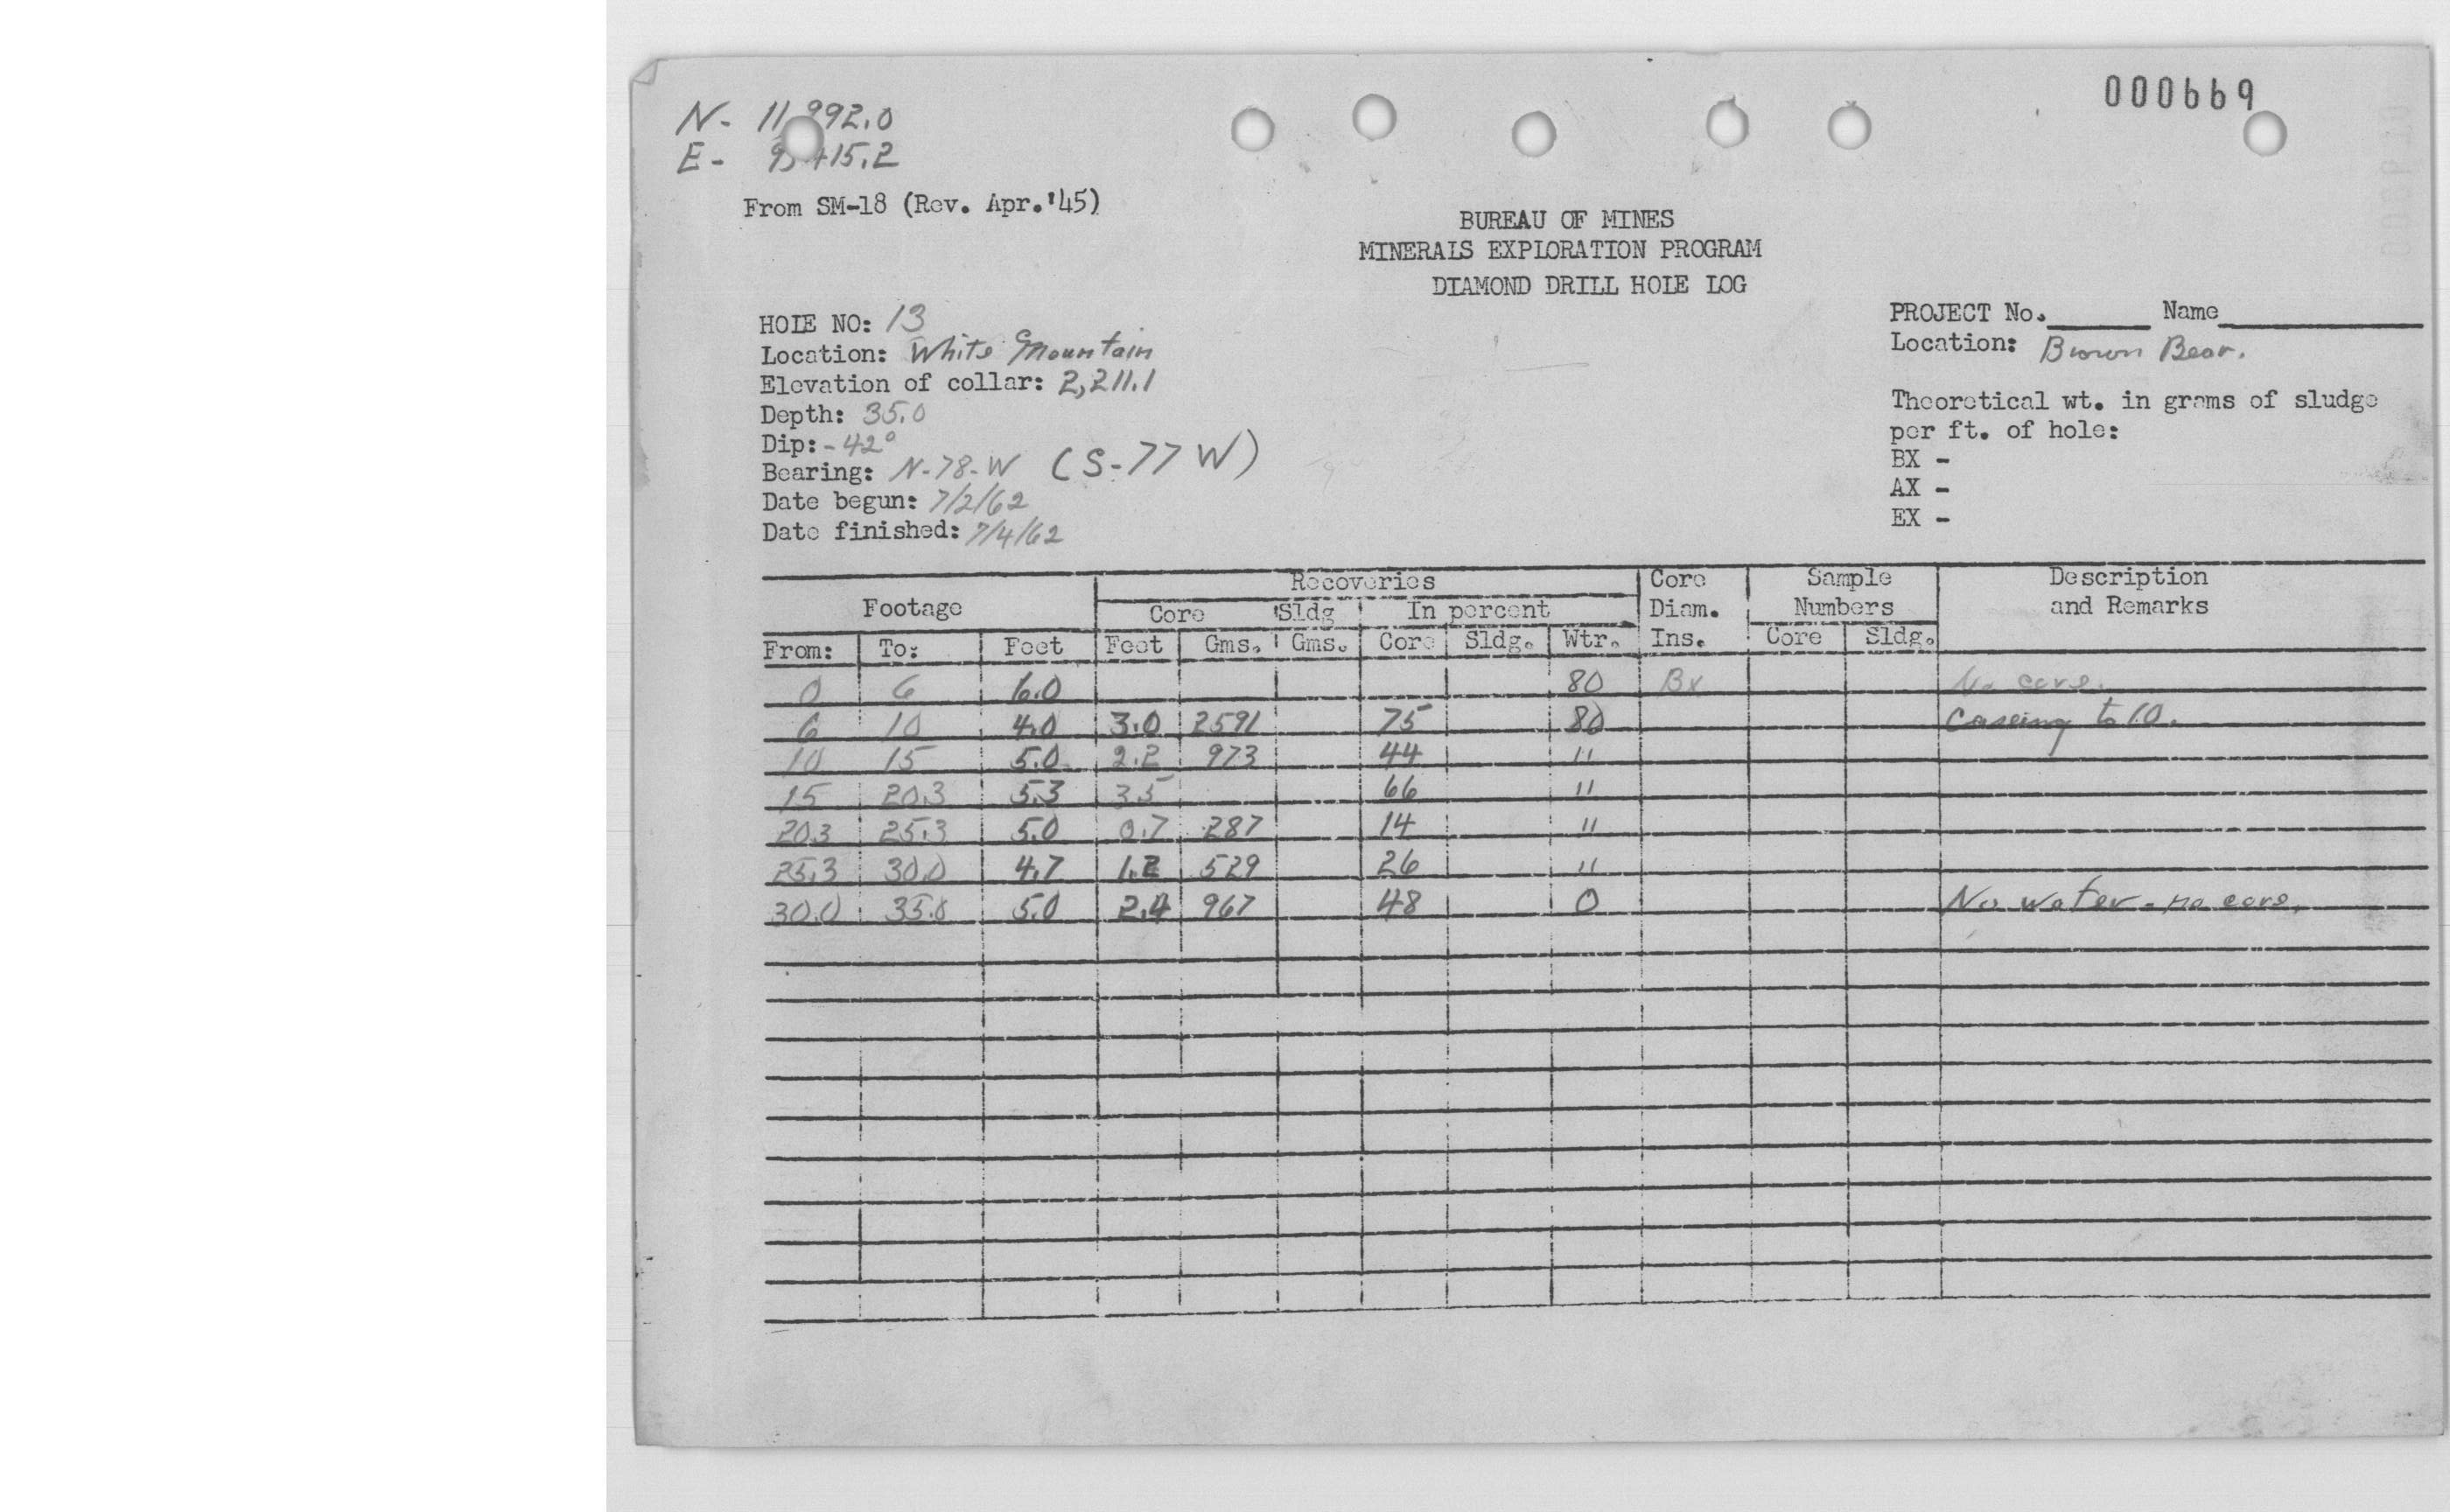 000669
N- 11,992.0
E- 415.2
From SM-18 (Rev. Apr.'45)
BUREAU OF MINES
MINERALS EXPLORATION PROGRAM
DIAMOND DRILL HOLE LOG
HOLE NO: 13
Location: White Mountain
Elevation of collar: 2,211.1
Depth: 35.0
Dip: -42°
Bearing: N-78-W (S-77 W)
Date begun: 7/2/62
Date finished: 7/4/62
PROJECT No. Name
Location: Brown Bear.
Theoretical wt. in grams of sludge
per ft. of hole:
BX -
AX -
EX -
Recoveries Core Sample Description
Footage Core Sldg In percent Diam. Numbers and Remarks
From: To: Feet Feet Gms. Gms. Core Sldg. Wtr. Ins. Core Sldg.
0 6 6.0 80 Bx No core.
6 10 4.0 3.0 2591 75 80 Caseing to 10.
10 15 5.0 2.2 973 44 "
15 20.3 5.3 3.5 66 "
20.3 25.3 5.0 0.7 287 14 "
25.3 30.0 4.7 1.2 529 26 "
30.0 35.0 5.0 2.4 967 48 0 No water - no core.